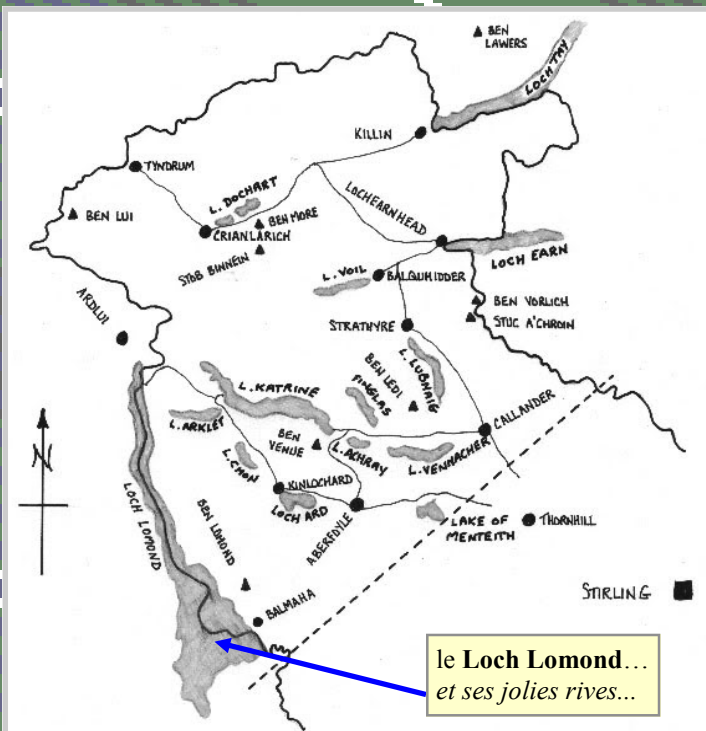 BEN
LAWERS
LOCH TAY
KILLIN
TYNDRUM
L. DOCHART
LOCHEARNHEAD
BEN LUI
BEN MORE
CRIANLARICH
STOB BINNEIN
L. VOIL
BALQUHIDDER
LOCH EARN
ARDLUI
BEN VORLICH
STUC A'CHROIN
STRATHYRE
L. LUBNAIG
BEN LEDI
FINGLAS
L. KATRINE
CALLANDER
L. ARKLET
BEN
VENUE
L. ACHRAY
L. VENNACHER
L. CHON
N
KINLOCHARD
LOCH ARD
ABERFOYLE
LAKE OF
MENTEITH
THORNHILL
LOCH LOMOND
BEN LOMOND
STIRLING
BALMAHA
le Loch Lomond…
et ses jolies rives...